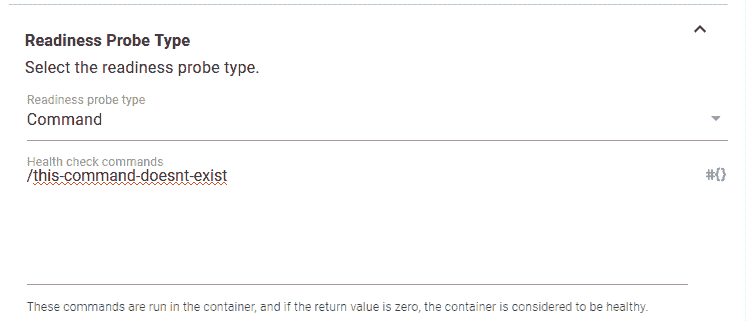 Readiness Probe Type
Select the readiness probe type.
Readiness probe type
Command
Health check commands
/this-command-doesnt-exist
#{}
These commands are run in the container, and if the return value is zero, the container is considered to be healthy.